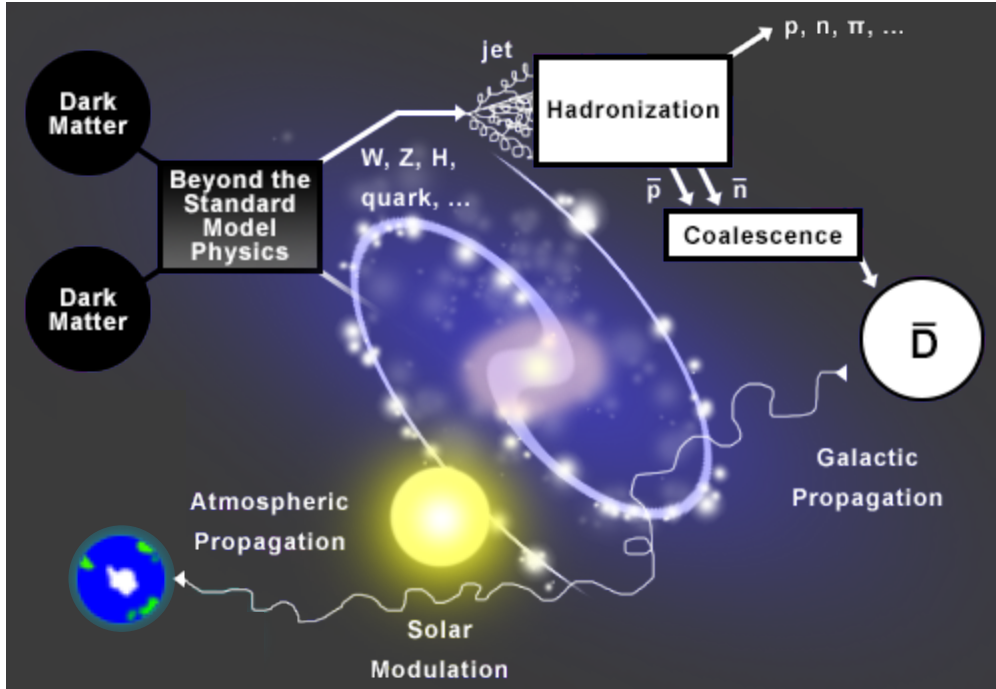 Dark
Matter
Beyond the
Standard
Model
Physics
Dark
Matter
jet
W, Z, H,
quark, ...
Hadronization
p, n, π, ...
p̅ n̅
Coalescence
D̅
Galactic
Propagation
Atmospheric
Propagation
Solar
Modulation